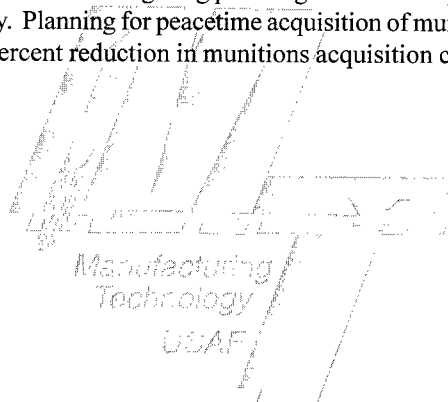 y. Planning for peacetime acquisition of mu
ercent reduction in munitions acquisition c
Manufacturing
Technology
USAF